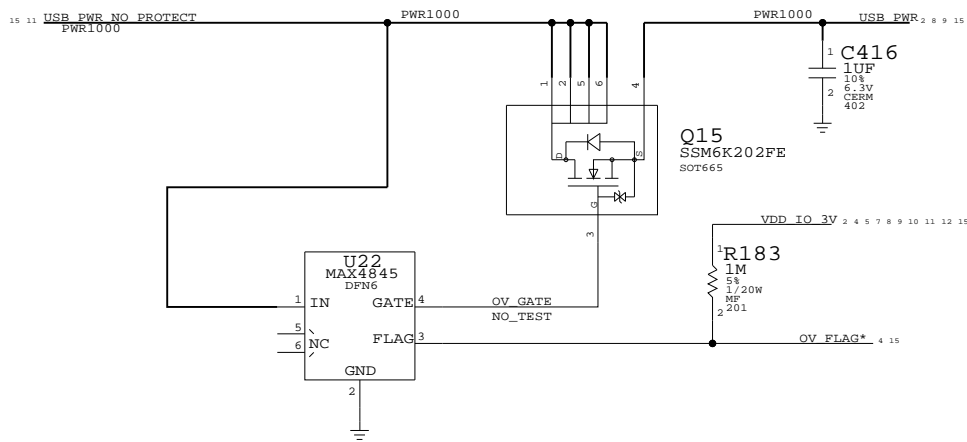 15 11 USB_PWR_NO_PROTECT
PWR1000
PWR1000
PWR1000
USB_PWR 2 8 9 15
1
2
5
6
4
1
C416
1UF
10%
6.3V
CERM
402
2
Q15
SSM6K202FE
SOT665
D
S
G
3
VDD_IO_3V 2 4 5 7 8 9 10 11 12 15
1
R183
1M
5%
1/20W
MF
201
2
U22
MAX4845
DFN6
1 IN
GATE 4
OV_GATE
NO_TEST
5
6
NC
FLAG 3
OV_FLAG* 4 15
GND
2